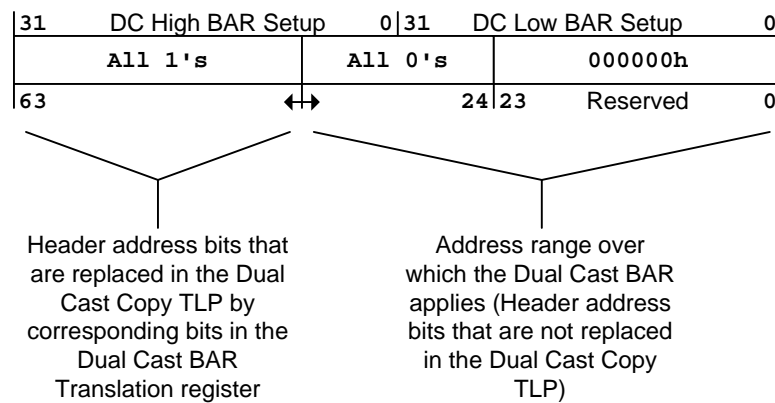 31 DC High BAR Setup 0 31 DC Low BAR Setup 0
All 1's All 0's 000000h
63 24 23 Reserved 0
Header address bits that
are replaced in the Dual
Cast Copy TLP by
corresponding bits in the
Dual Cast BAR
Translation register
Address range over
which the Dual Cast BAR
applies (Header address
bits that are not replaced
in the Dual Cast Copy
TLP)